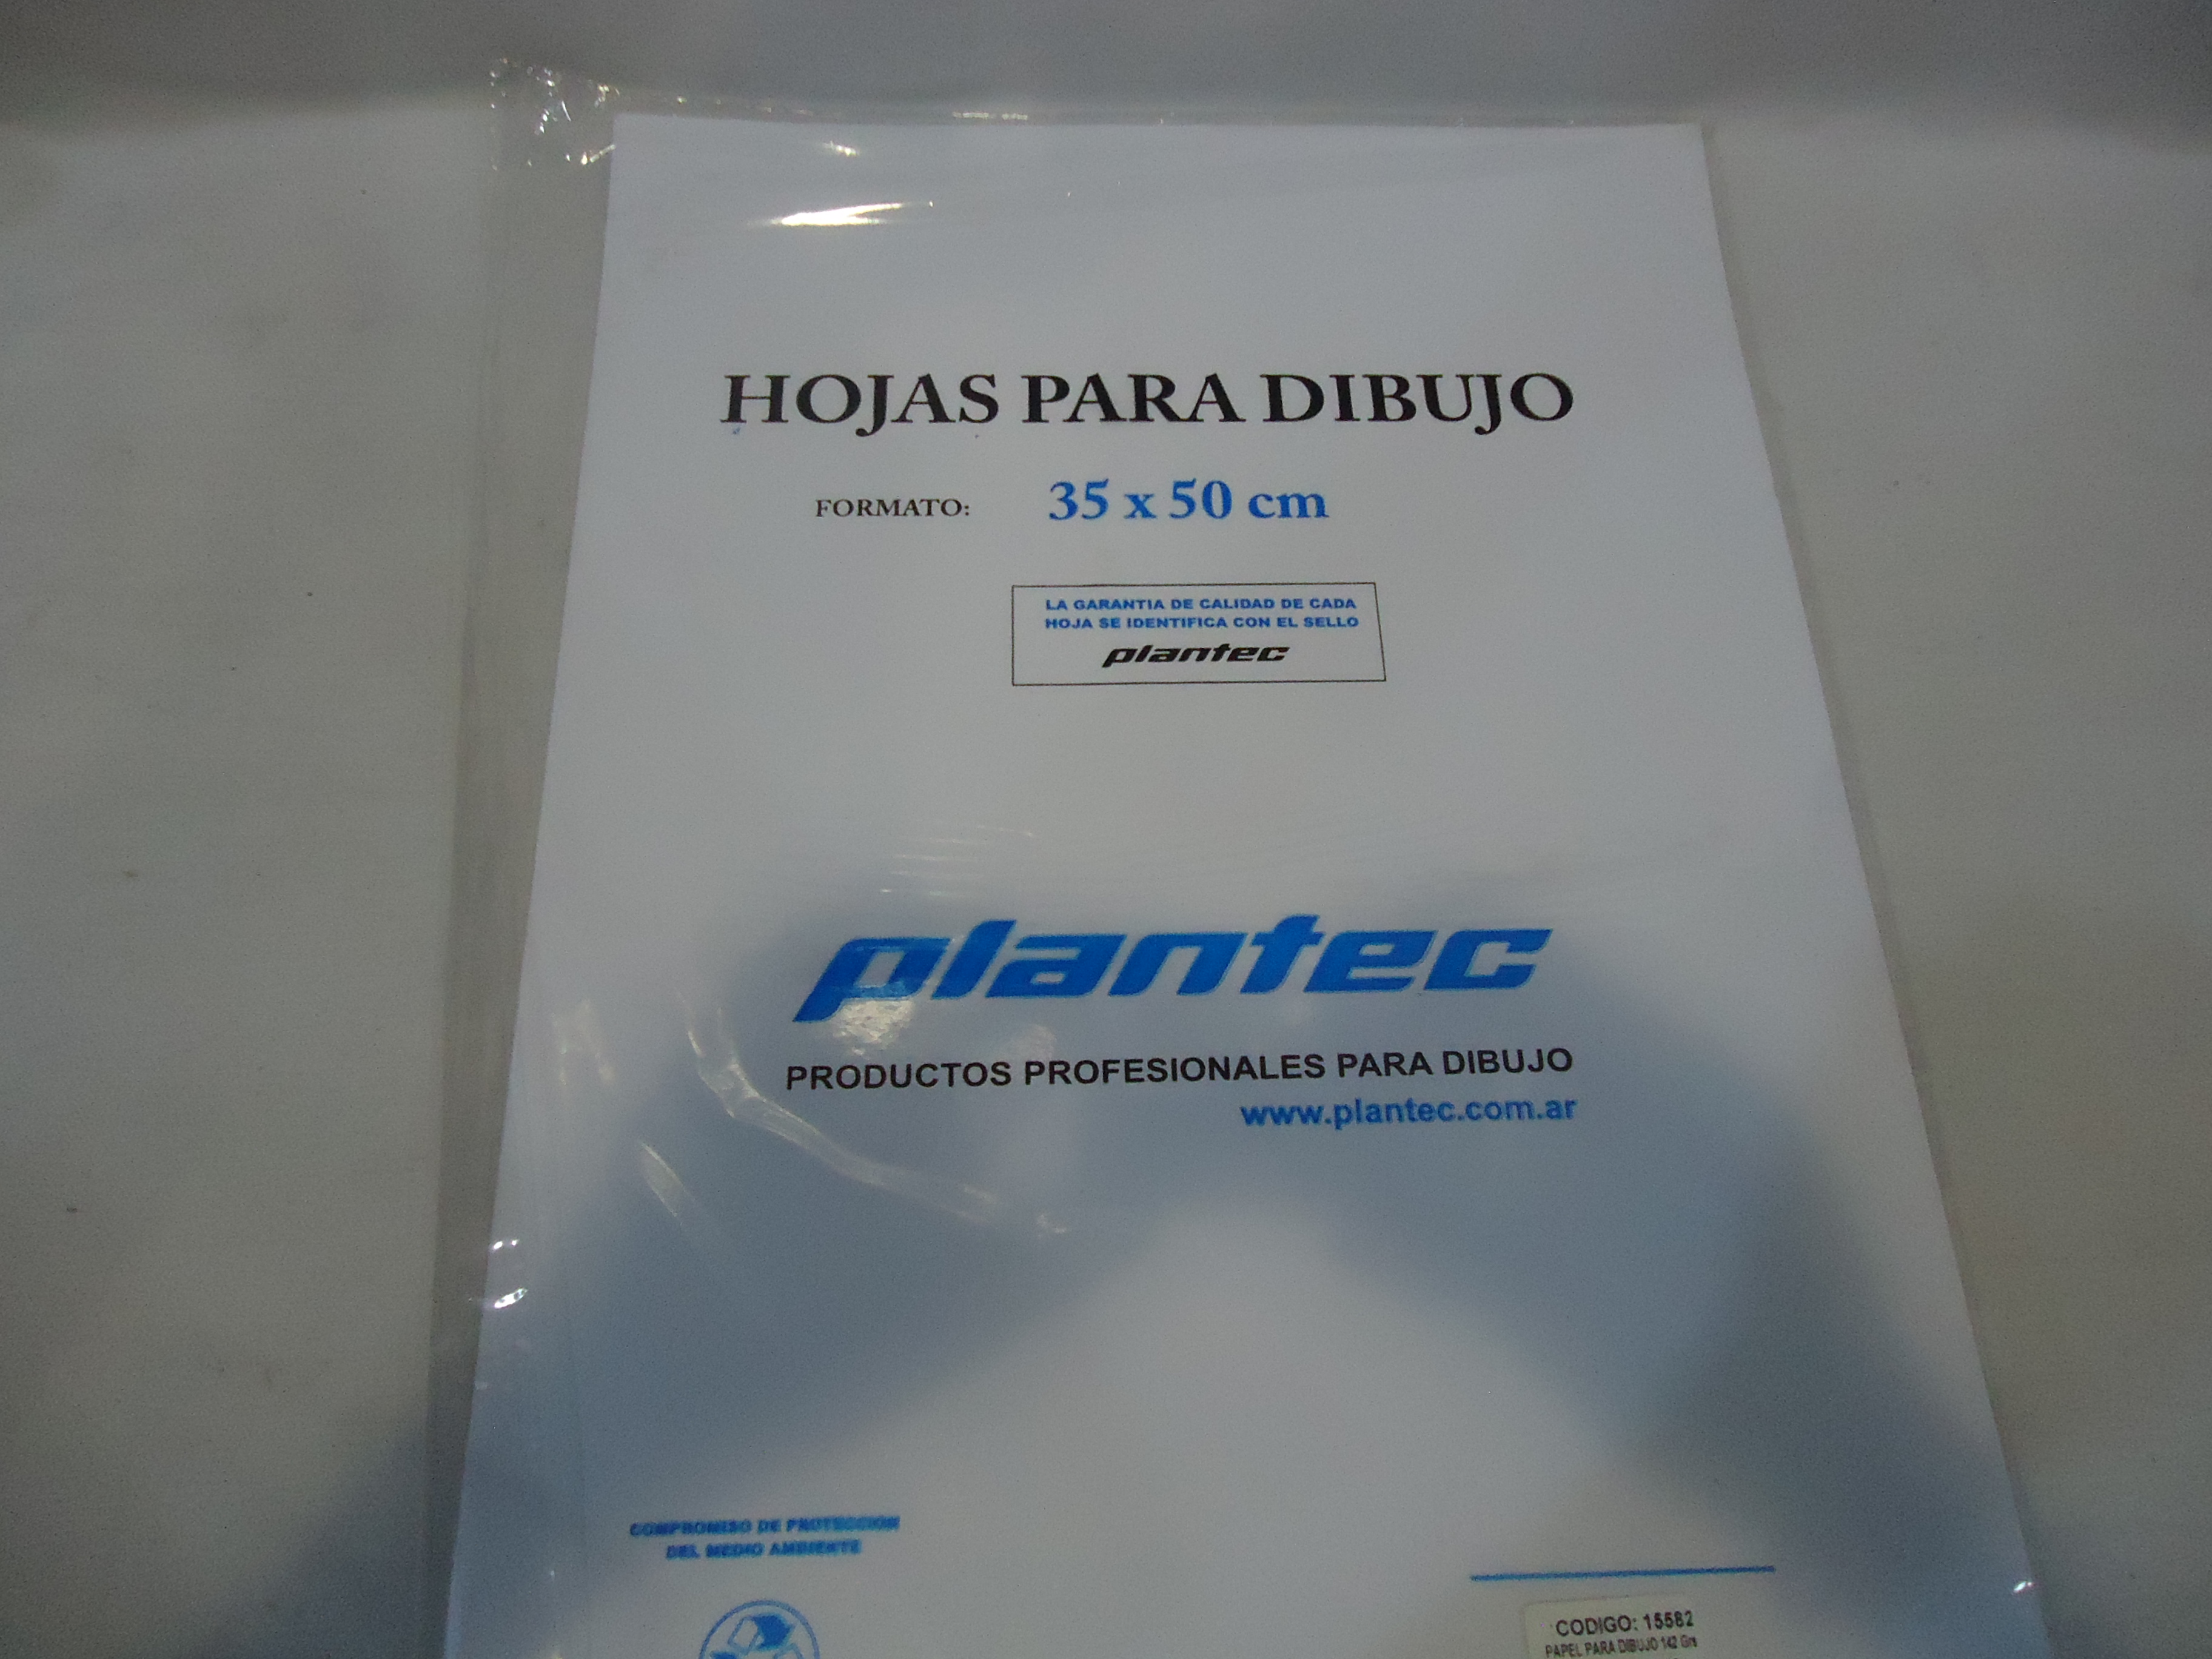 HOJAS PARA DIBUJO
FORMATO: 35 x 50 cm
LA GARANTIA DE CALIDAD DE CADA
HOJA SE IDENTIFICA CON EL SELLO
plantec
plantec
PRODUCTOS PROFESIONALES PARA DIBUJO
www.plantec.com.ar
COMPROMISO DE PROTECCION
DEL MEDIO AMBIENTE
CODIGO: 15582
PAPEL PARA DIBUJO 142 Grs